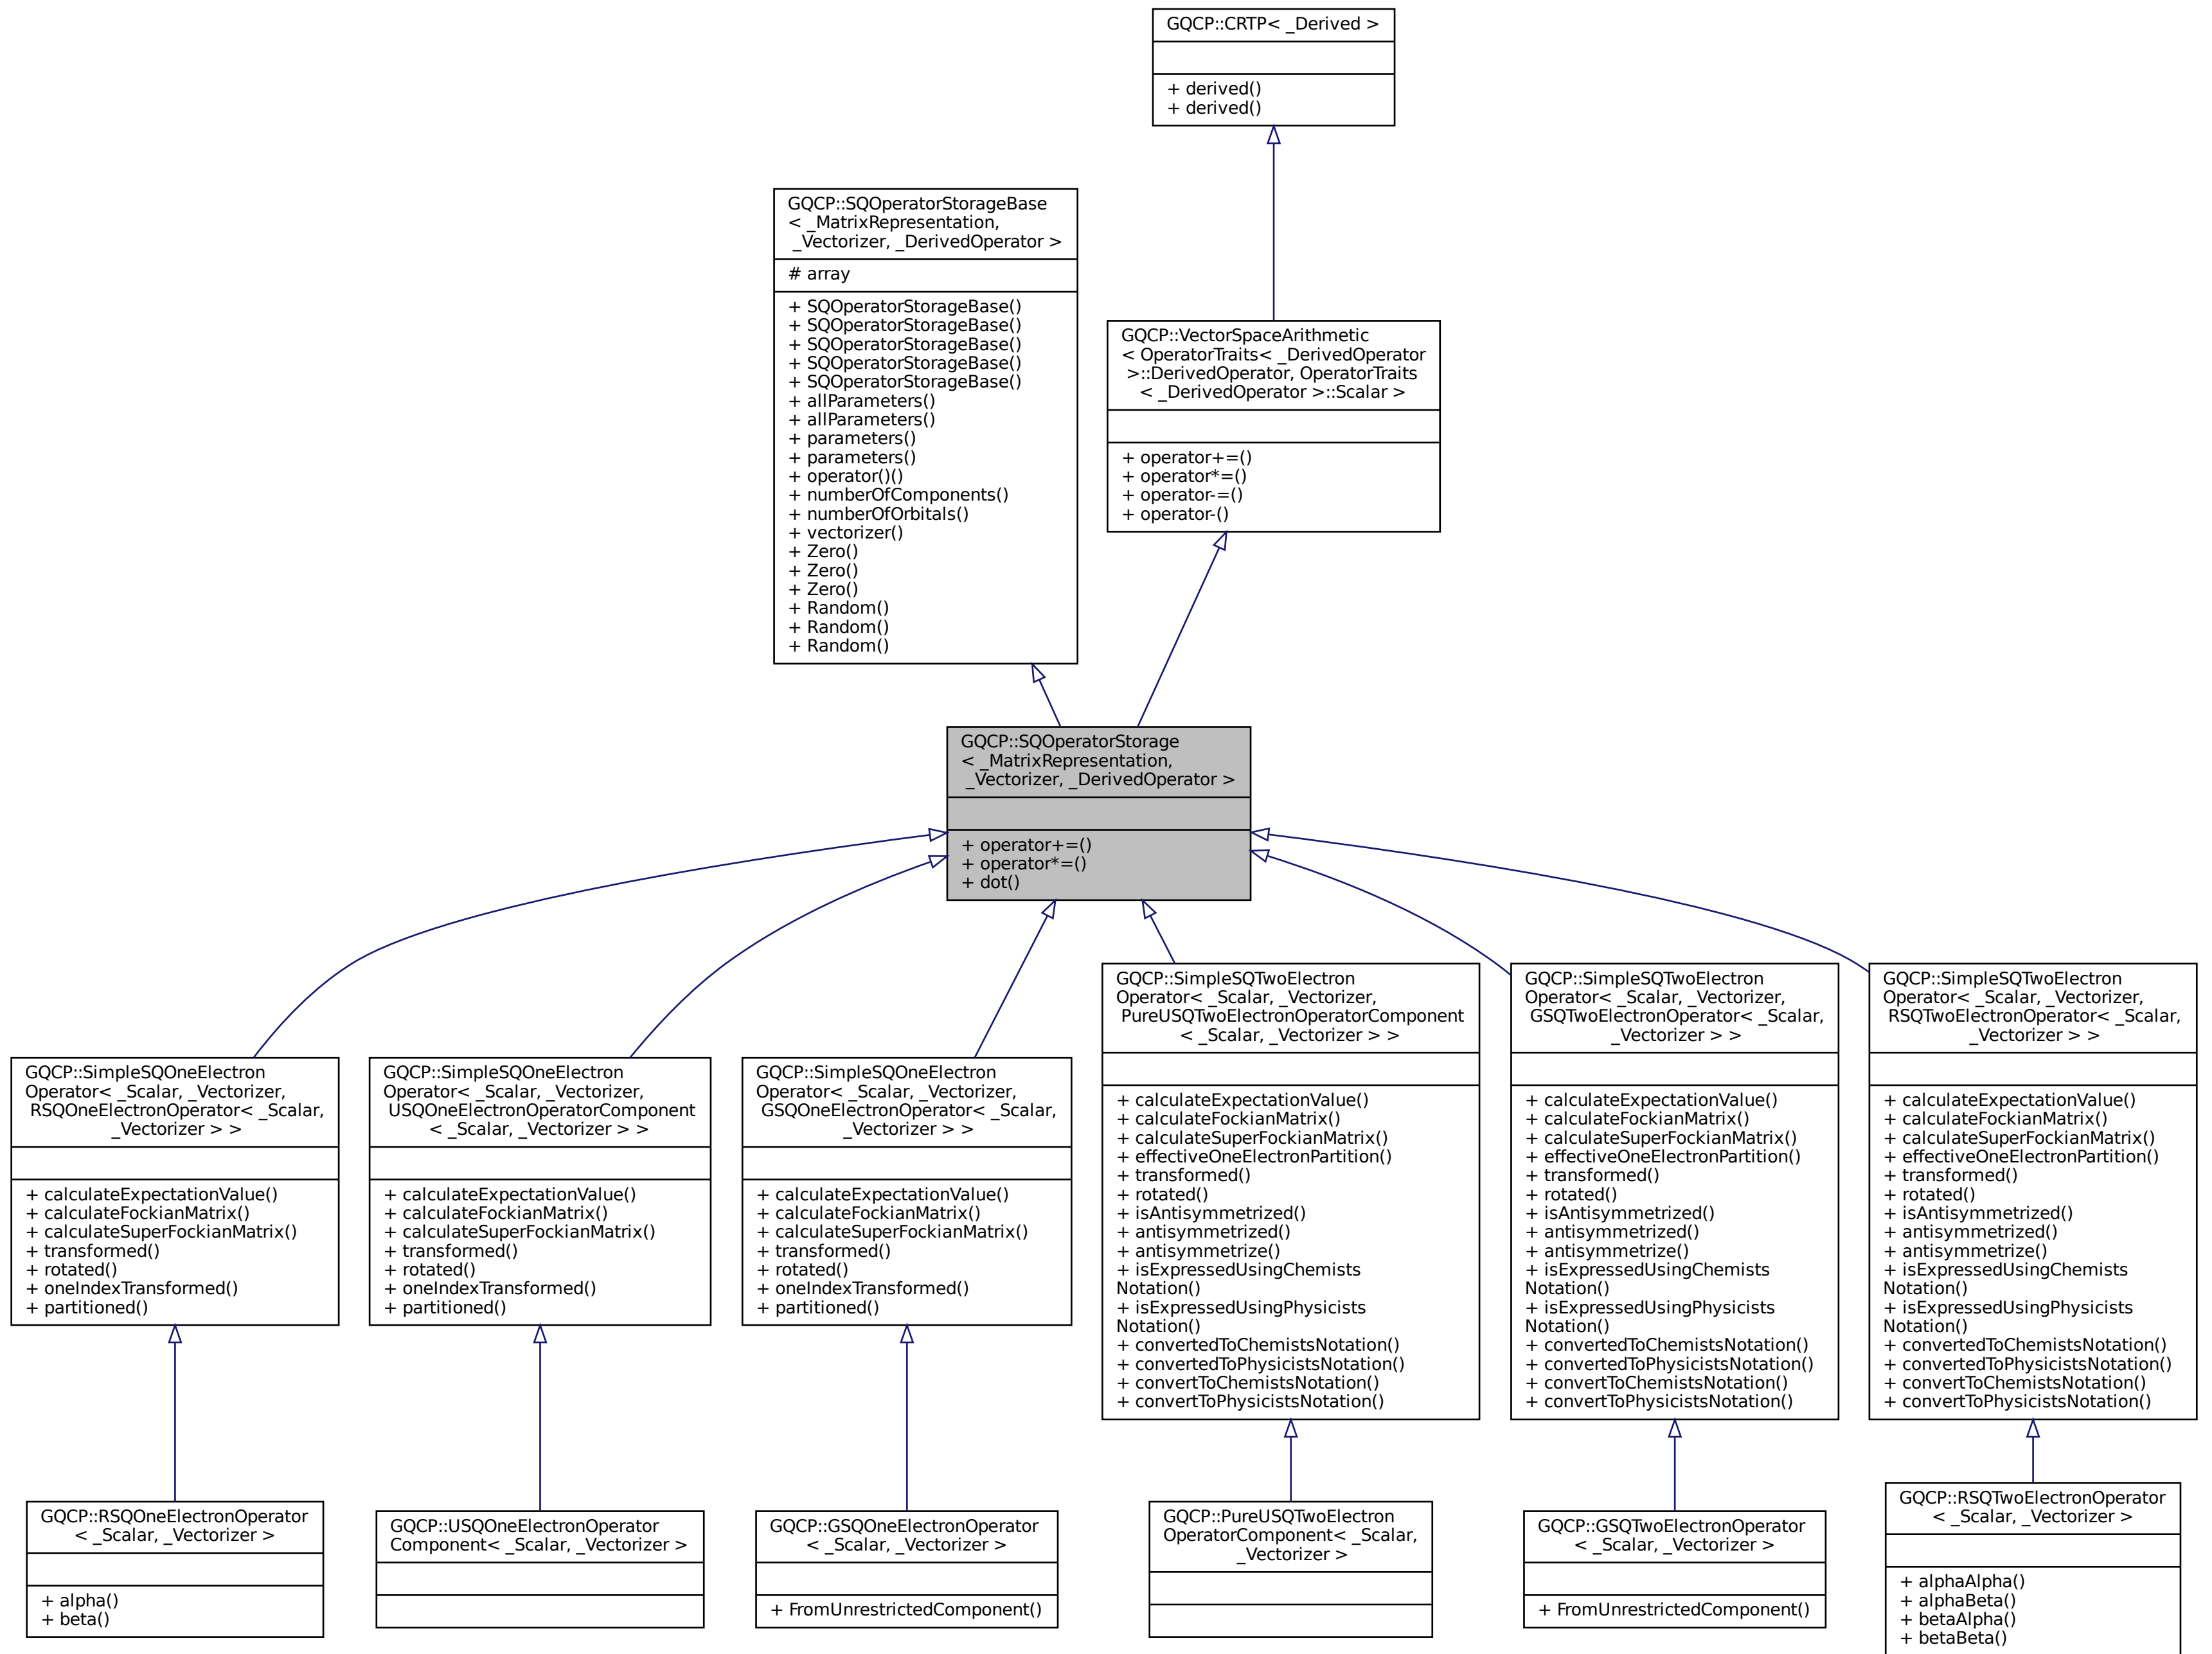 GQCP::CRTP< _Derived >
+ derived()
+ derived()
GQCP::SQOperatorStorageBase
< _MatrixRepresentation,
_Vectorizer, _DerivedOperator >
# array
+ SQOperatorStorageBase()
+ SQOperatorStorageBase()
+ SQOperatorStorageBase()
+ SQOperatorStorageBase()
+ SQOperatorStorageBase()
+ allParameters()
+ allParameters()
+ parameters()
+ parameters()
+ operator()()
+ numberOfComponents()
+ numberOfOrbitals()
+ vectorizer()
+ Zero()
+ Zero()
+ Zero()
+ Random()
+ Random()
+ Random()
GQCP::VectorSpaceArithmetic
< OperatorTraits< _DerivedOperator
>::DerivedOperator, OperatorTraits
< _DerivedOperator >::Scalar >
+ operator+=()
+ operator*=()
+ operator-=()
+ operator-()
GQCP::SQOperatorStorage
< _MatrixRepresentation,
_Vectorizer, _DerivedOperator >
+ operator+=()
+ operator*=()
+ dot()
GQCP::SimpleSQOneElectron
Operator< _Scalar, _Vectorizer,
RSQOneElectronOperator< _Scalar,
_Vectorizer > >
+ calculateExpectationValue()
+ calculateFockianMatrix()
+ calculateSuperFockianMatrix()
+ transformed()
+ rotated()
+ oneIndexTransformed()
+ partitioned()
GQCP::SimpleSQOneElectron
Operator< _Scalar, _Vectorizer,
USQOneElectronOperatorComponent
< _Scalar, _Vectorizer > >
+ calculateExpectationValue()
+ calculateFockianMatrix()
+ calculateSuperFockianMatrix()
+ transformed()
+ rotated()
+ oneIndexTransformed()
+ partitioned()
GQCP::SimpleSQOneElectron
Operator< _Scalar, _Vectorizer,
GSQOneElectronOperator< _Scalar,
_Vectorizer > >
+ calculateExpectationValue()
+ calculateFockianMatrix()
+ calculateSuperFockianMatrix()
+ transformed()
+ rotated()
+ oneIndexTransformed()
+ partitioned()
GQCP::SimpleSQTwoElectron
Operator< _Scalar, _Vectorizer,
PureUSQTwoElectronOperatorComponent
< _Scalar, _Vectorizer > >
+ calculateExpectationValue()
+ calculateFockianMatrix()
+ calculateSuperFockianMatrix()
+ effectiveOneElectronPartition()
+ transformed()
+ rotated()
+ isAntisymmetrized()
+ antisymmetrized()
+ antisymmetrize()
+ isExpressedUsingChemists
Notation()
+ isExpressedUsingPhysicists
Notation()
+ convertedToChemistsNotation()
+ convertedToPhysicistsNotation()
+ convertToChemistsNotation()
+ convertToPhysicistsNotation()
GQCP::SimpleSQTwoElectron
Operator< _Scalar, _Vectorizer,
GSQTwoElectronOperator< _Scalar,
_Vectorizer > >
+ calculateExpectationValue()
+ calculateFockianMatrix()
+ calculateSuperFockianMatrix()
+ effectiveOneElectronPartition()
+ transformed()
+ rotated()
+ isAntisymmetrized()
+ antisymmetrized()
+ antisymmetrize()
+ isExpressedUsingChemists
Notation()
+ isExpressedUsingPhysicists
Notation()
+ convertedToChemistsNotation()
+ convertedToPhysicistsNotation()
+ convertToChemistsNotation()
+ convertToPhysicistsNotation()
GQCP::SimpleSQTwoElectron
Operator< _Scalar, _Vectorizer,
RSQTwoElectronOperator< _Scalar,
_Vectorizer > >
+ calculateExpectationValue()
+ calculateFockianMatrix()
+ calculateSuperFockianMatrix()
+ effectiveOneElectronPartition()
+ transformed()
+ rotated()
+ isAntisymmetrized()
+ antisymmetrized()
+ antisymmetrize()
+ isExpressedUsingChemists
Notation()
+ isExpressedUsingPhysicists
Notation()
+ convertedToChemistsNotation()
+ convertedToPhysicistsNotation()
+ convertToChemistsNotation()
+ convertToPhysicistsNotation()
GQCP::RSQOneElectronOperator
< _Scalar, _Vectorizer >
+ alpha()
+ beta()
GQCP::USQOneElectronOperator
Component< _Scalar, _Vectorizer >
GQCP::GSQOneElectronOperator
< _Scalar, _Vectorizer >
+ FromUnrestrictedComponent()
GQCP::PureUSQTwoElectron
OperatorComponent< _Scalar,
_Vectorizer >
GQCP::GSQTwoElectronOperator
< _Scalar, _Vectorizer >
+ FromUnrestrictedComponent()
GQCP::RSQTwoElectronOperator
< _Scalar, _Vectorizer >
+ alphaAlpha()
+ alphaBeta()
+ betaAlpha()
+ betaBeta()